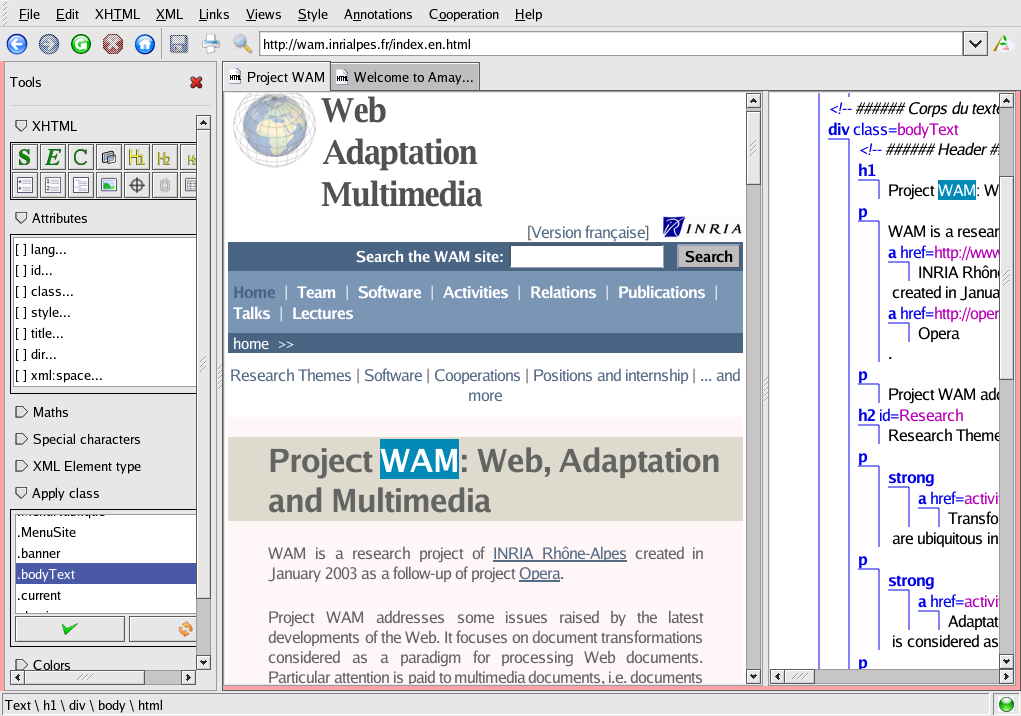 File Edit XHTML XML Links Views Style Annotations Cooperation Help
http://wam.inrialpes.fr/index.en.html
Tools
XHTML
S E C H1 H2
Attributes
[ ] lang...
[ ] id...
[ ] class...
[ ] style...
[ ] title...
[ ] dir...
[ ] xml:space...
Maths
Special characters
XML Element type
Apply class
.MenuSite
.banner
.bodyText
.current
Colors
Project WAM
Welcome to Amay...
Web
Adaptation
Multimedia
[Version française] INRIA
Search the WAM site: Search
Home | Team | Software | Activities | Relations | Publications |
Talks | Lectures
home >>
Research Themes | Software | Cooperations | Positions and internship | ... and
more
Project WAM: Web, Adaptation
and Multimedia
WAM is a research project of INRIA Rhône-Alpes created in
January 2003 as a follow-up of project Opera.
Project WAM addresses some issues raised by the latest
developments of the Web. It focuses on document transformations
considered as a paradigm for processing Web documents.
Particular attention is paid to multimedia documents, i.e. documents
<!-- ###### Corps du texte
div class=bodyText
<!-- ###### Header ##
h1
Project WAM: W
p
WAM is a resear
a href=http://www
INRIA Rhôn
created in Janua
a href=http://oper
Opera
.
p
Project WAM add
h2 id=Research
Research Theme
p
strong
a href=activi
Transfo
are ubiquitous in
p
strong
a href=activi
Adaptat
is considered as
p
Text \ h1 \ div \ body \ html